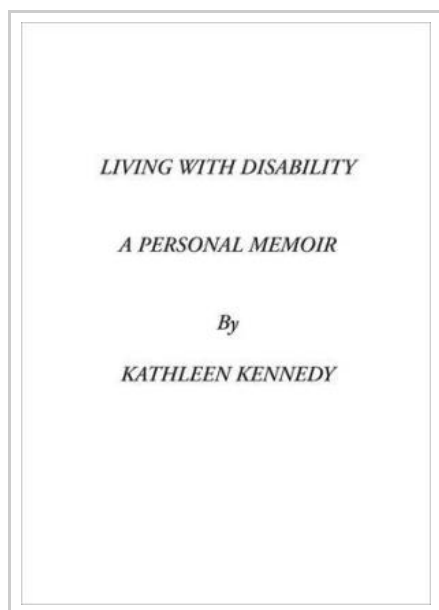 LIVING WITH DISABILITY
A PERSONAL MEMOIR
By
KATHLEEN KENNEDY